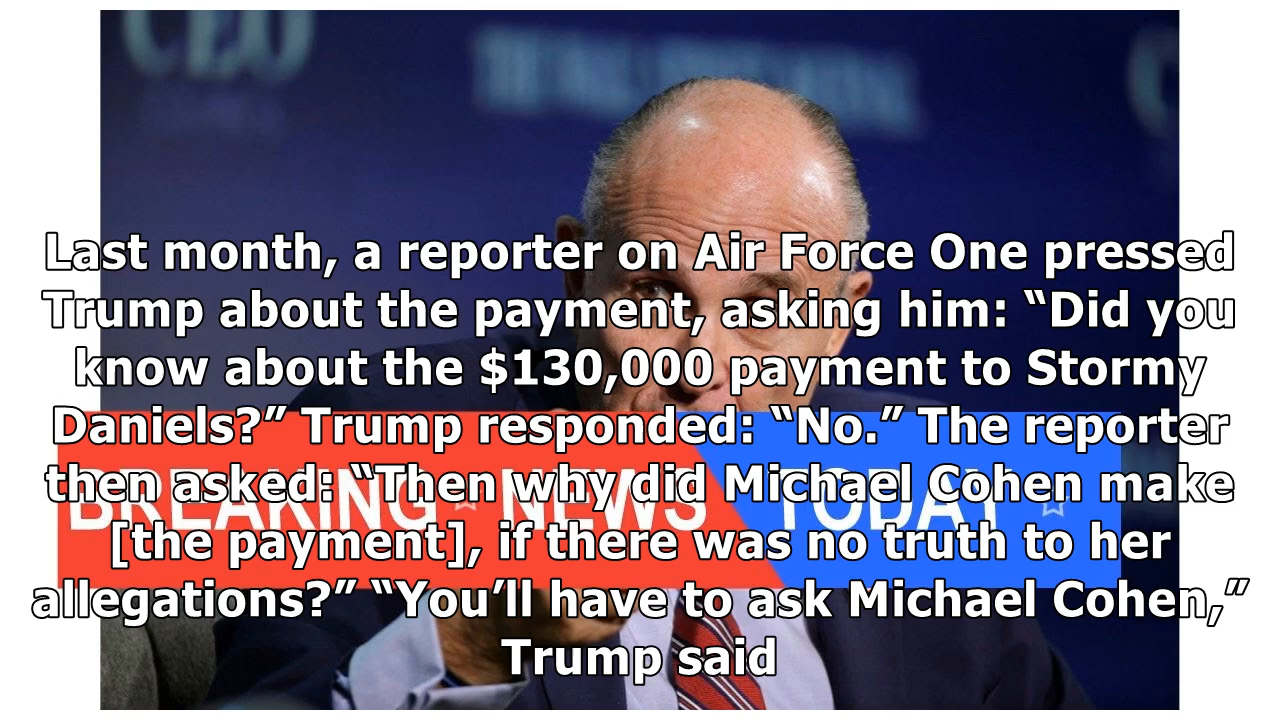 CEO
Last month, a reporter on Air Force One pressed
Trump about the payment, asking him: “Did you
know about the $130,000 payment to Stormy
Daniels?” Trump responded: “No.” The reporter
then asked: “Then why did Michael Cohen make
[the payment], if there was no truth to her
allegations?” “You’ll have to ask Michael Cohen,”
Trump said
BREAKING NEWS TODAY